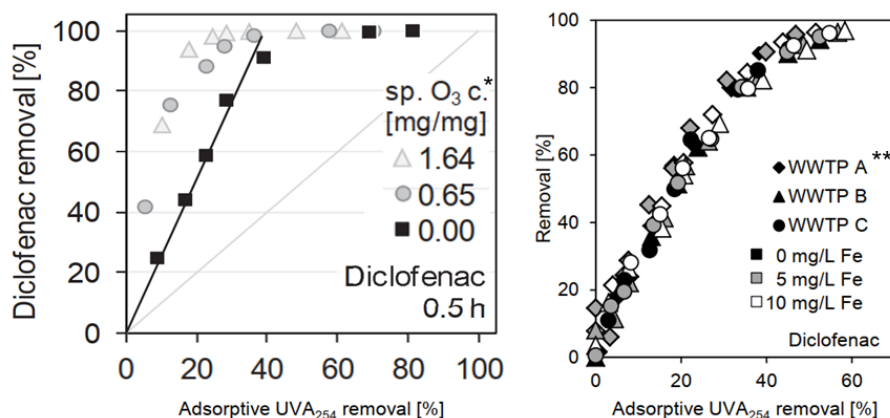 100
80
60
40
20
0
Diclofenac removal [%]
sp. O₃ c.*
[mg/mg]
1.64
0.65
0.00
Diclofenac
0.5 h
0 20 40 60 80 100
Adsorptive UVA₂₅₄ removal [%]
100
80
60
40
20
0
Removal [%]
WWTP A **
WWTP B
WWTP C
0 mg/L Fe
5 mg/L Fe
10 mg/L Fe
Diclofenac
0 20 40 60
Adsorptive UVA₂₅₄ removal [%]